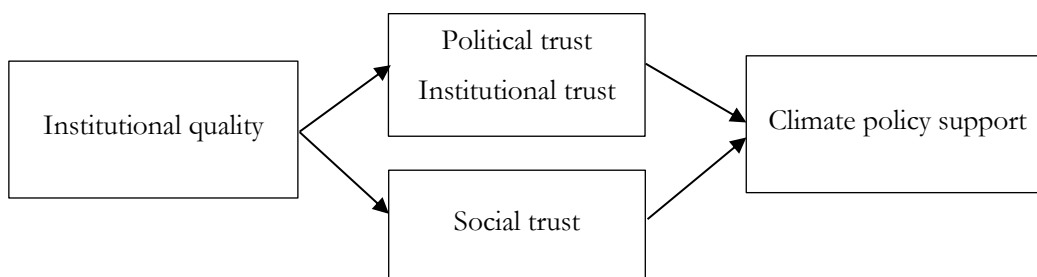 Institutional quality
Political trust
Institutional trust
Social trust
Climate policy support